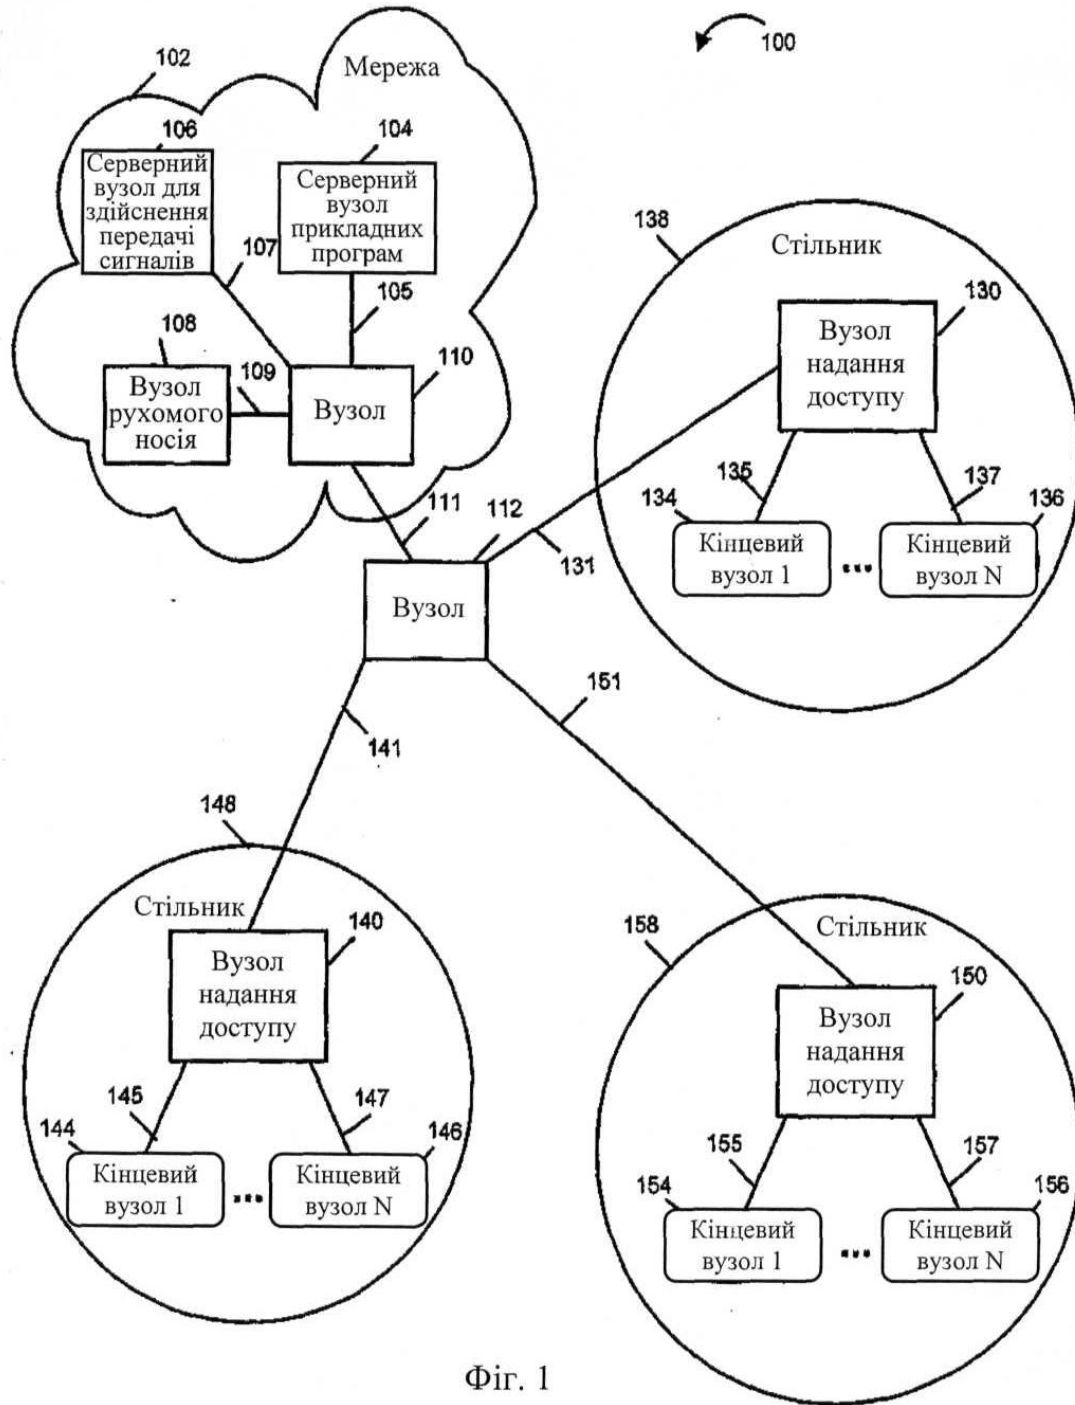 100
102
Мережа
106
Серверний
вузол для
здійснення
передачі
сигналів
104
Серверний
вузол
прикладних
програм
107
105
108
Вузол
рухомого
носія
109
110
Вузол
111
112
Вузол
131
138
Стільник
130
Вузол
надання
доступу
135
137
134
Кінцевий
вузол 1
...
136
Кінцевий
вузол N
141
151
148
Стільник
140
Вузол
надання
доступу
145
147
144
Кінцевий
вузол 1
...
146
Кінцевий
вузол N
158
Стільник
150
Вузол
надання
доступу
155
157
154
Кінцевий
вузол 1
...
156
Кінцевий
вузол N
Фіг. 1